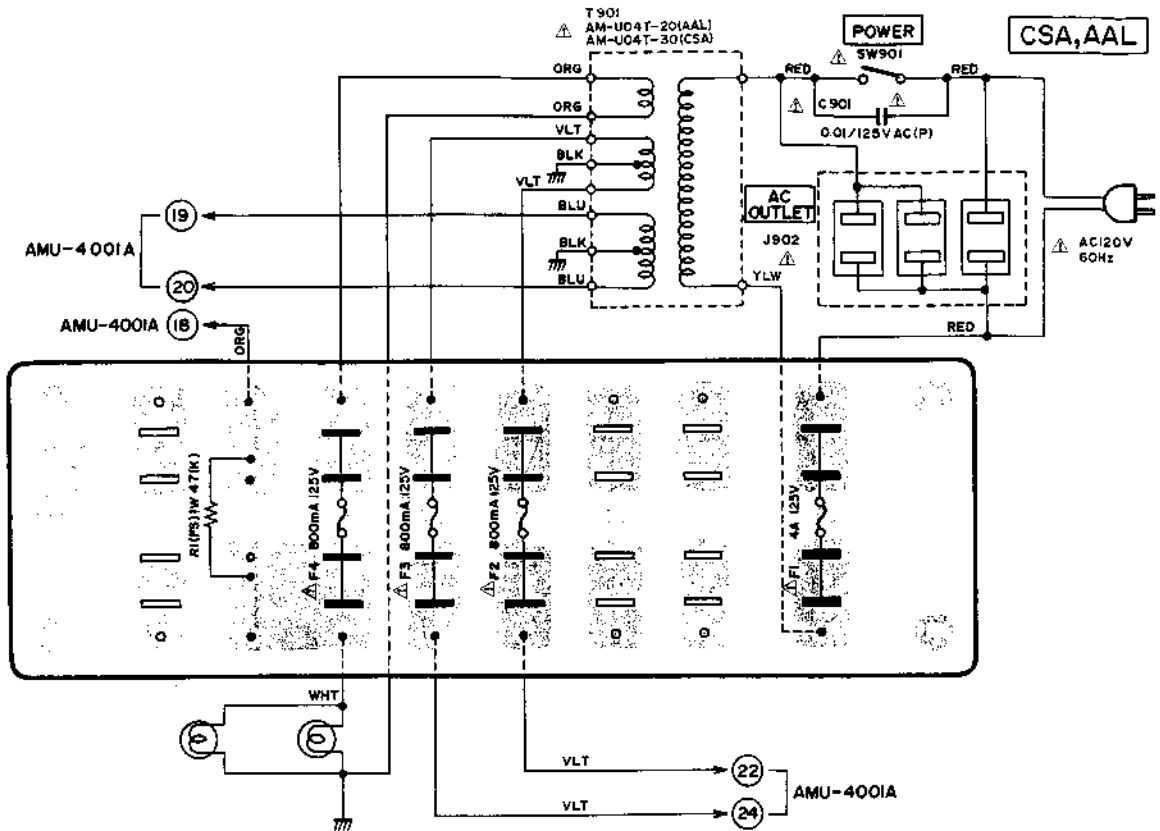 T901
AM-U04T-20(AAL)
AM-U04T-30(CSA)
POWER
SW901
CSA, AAL
ORG
RED
RED
ORG
C901
VLT
0.01/125VAC(P)
BLK
VLT
AC OUTLET
19
BLU
AMU-4001A
BLK
J902
AC120V
60Hz
20
BLU
YLW
AMU-4001A
18
RED
ORG
R1(PS)1W 47(K)
F4 800mA 125V
F3 800mA 125V
F2 800mA 125V
F1 4A 125V
WHT
VLT
22
AMU-4001A
VLT
24